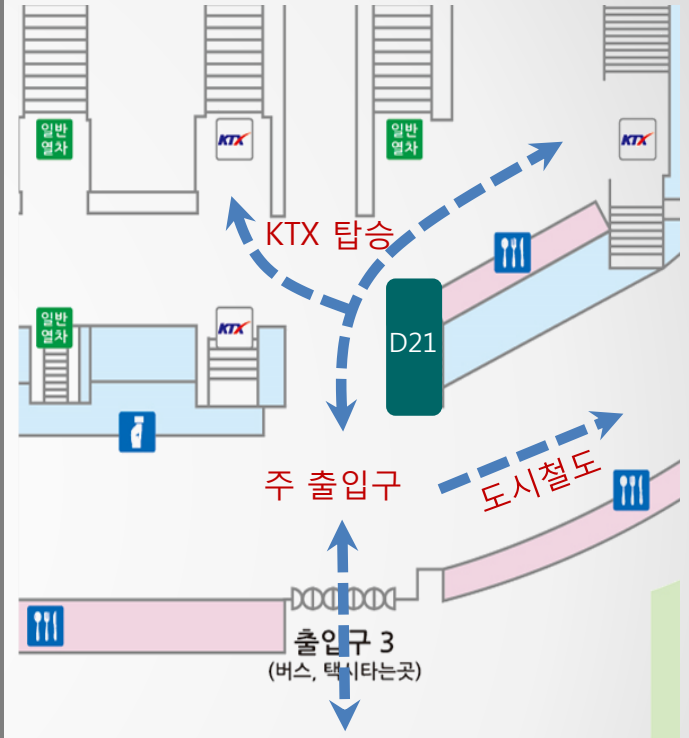 일반
열차
KTX
일반
열차
KTX
KTX 탑승
일반
열차
KTX
D21
주 출입구
도시철도
출입구 3
(버스, 택시타는곳)